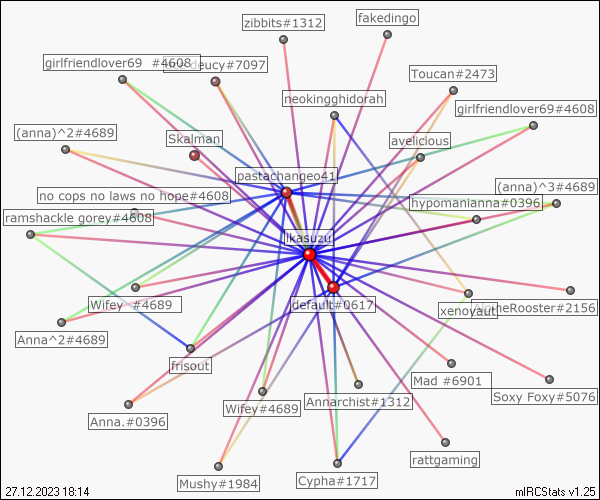 fakedingo
zibbits#1312
girlfriendlover69 #4608
deucy#7097
Toucan#2473
neokingghidorah
girlfriendlover69#4608
(anna)^2#4689
Skalman
avelicious
pastachangeo41
no cops no laws no hope#4608
(anna)^3#4689
hypomanianna#0396
ramshackle gorey#4608
ikasuzu
Wifey #4689
default#0617
xenoyaut
Rooster#2156
Anna^2#4689
frisout
Mad #6901
Soxy Foxy#5076
Annarchist#1312
Wifey#4689
Anna.#0396
rattgaming
Mushy#1984
Cypha#1717
27.12.2023 18:14
mIRCStats v1.25